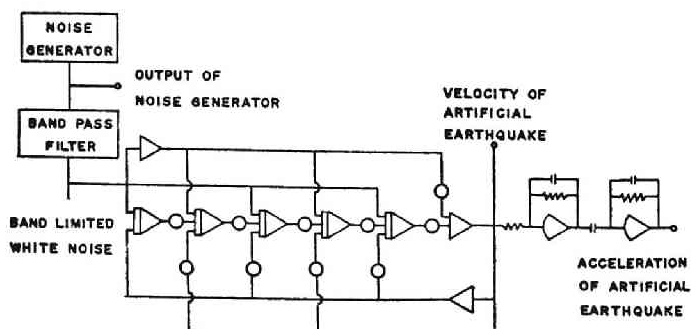 NOISE
GENERATOR
OUTPUT OF
NOISE GENERATOR
BAND PASS
FILTER
VELOCITY OF
ARTIFICIAL
EARTHQUAKE
BAND LIMITED
WHITE NOISE
ACCELERATION
OF ARTIFICIAL
EARTHQUAKE